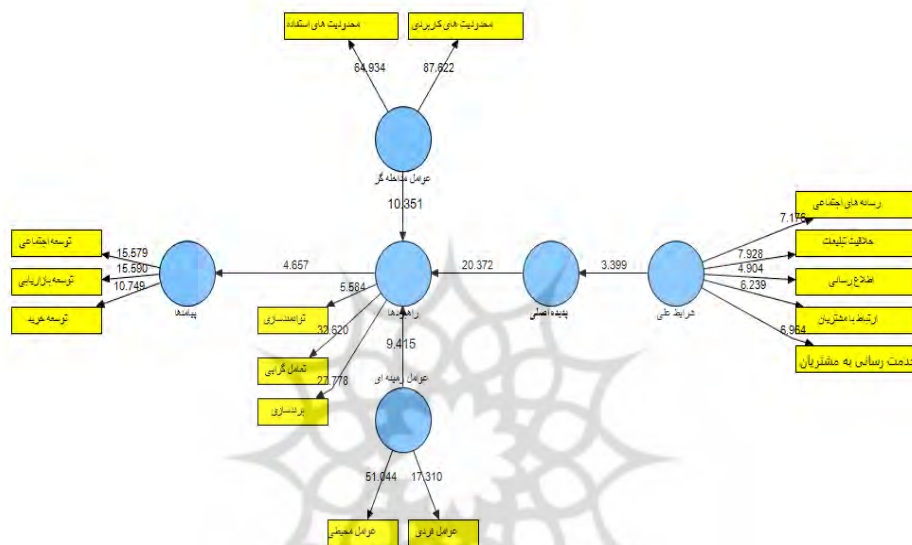 محدودیت های استفاده
محدودیت های کاربردی
64.934
87.622
عوامل مداخله گر
10.351
رسانه های اجتماعی
7.176
خلاقیت تبلیغات
7.928
اطلاع رسانی
4.904
ارتباط با مشتریان
6.239
خدمت رسانی به مشتریان
6.964
شرایط علی
3.399
پدیده اصلی
20.372
راهبردها
4.657
پیامدها
توسعه اجتماعی
15.579
توسعه بازاریابی
15.590
توسعه خرید
10.749
توانمندسازی
5.584
تعامل گرایی
32.620
برندسازی
27.778
9.415
عوامل زمینه ای
51.044
17.310
عوامل محیطی
عوامل فردی